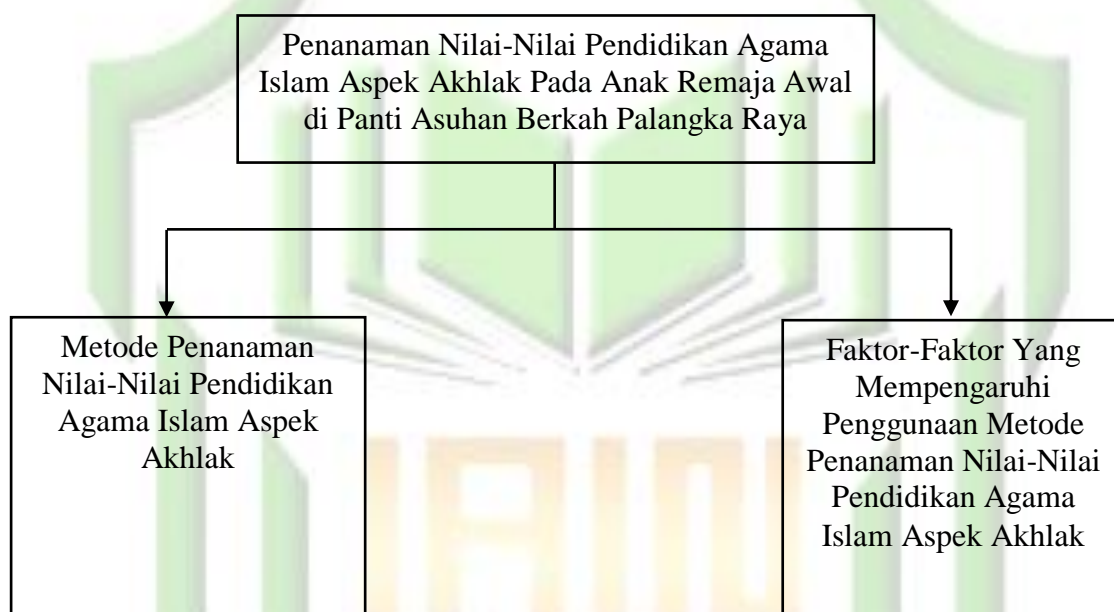 Penanaman Nilai-Nilai Pendidikan Agama
Islam Aspek Akhlak Pada Anak Remaja Awal
di Panti Asuhan Berkah Palangka Raya
Metode Penanaman
Nilai-Nilai Pendidikan
Agama Islam Aspek
Akhlak
Faktor-Faktor Yang
Mempengaruhi
Penggunaan Metode
Penanaman Nilai-Nilai
Pendidikan Agama
Islam Aspek Akhlak
IAIN